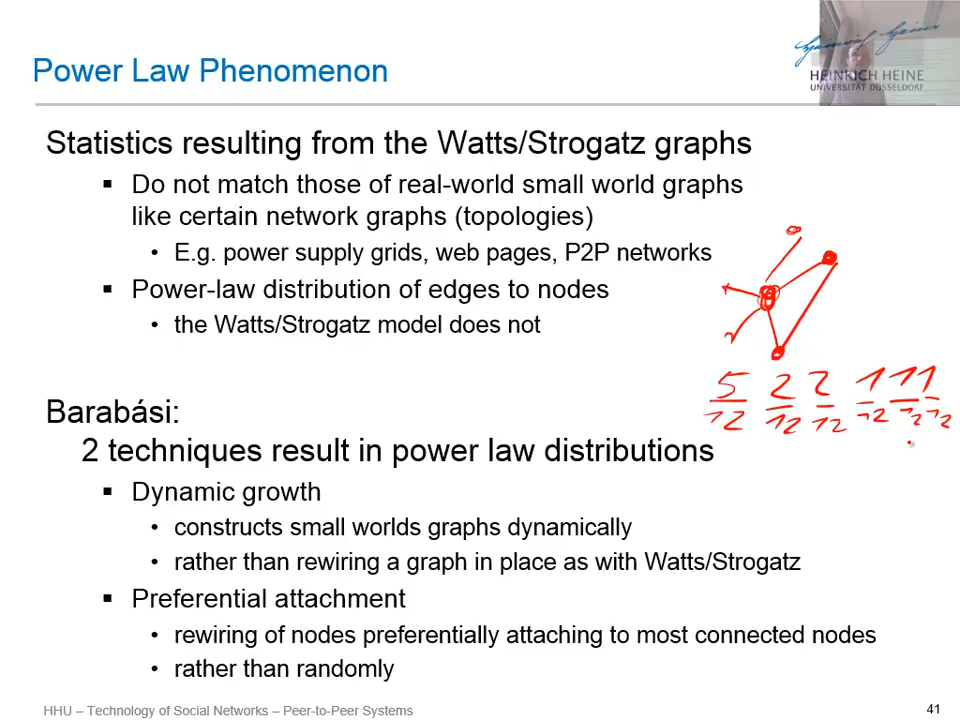 Power Law Phenomenon
HEINRICH HEINE
UNIVERSITÄT DÜSSELDORF
Statistics resulting from the Watts/Strogatz graphs
▪ Do not match those of real-world small world graphs
like certain network graphs (topologies)
• E.g. power supply grids, web pages, P2P networks
▪ Power-law distribution of edges to nodes
• the Watts/Strogatz model does not
5 2 2 1 1 1
12 12 12 12 12 12
Barabási:
2 techniques result in power law distributions
▪ Dynamic growth
• constructs small worlds graphs dynamically
• rather than rewiring a graph in place as with Watts/Strogatz
▪ Preferential attachment
• rewiring of nodes preferentially attaching to most connected nodes
• rather than randomly
HHU – Technology of Social Networks – Peer-to-Peer Systems
41